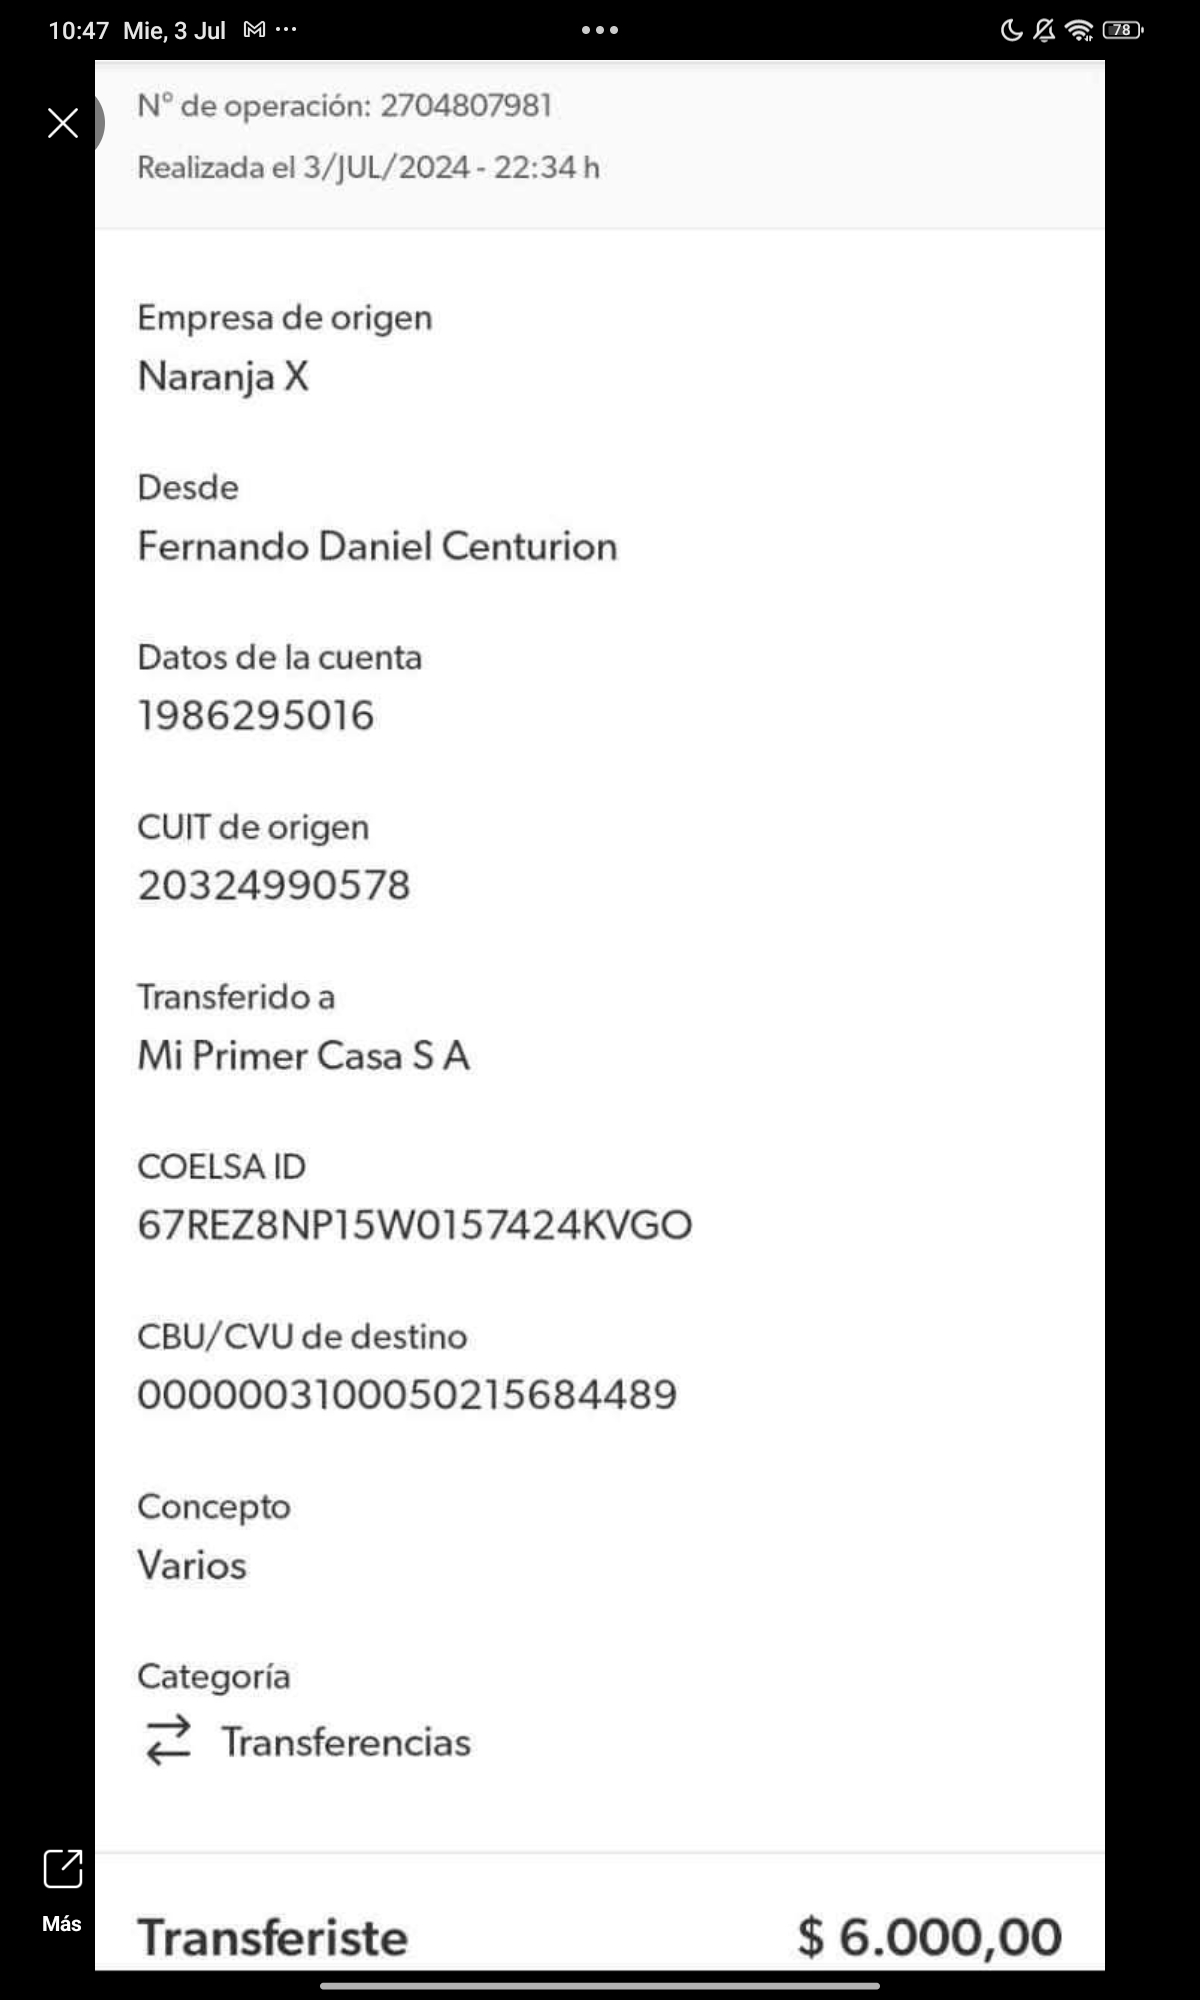 10:47 Mie, 3 Jul
78
N° de operación: 2704807981
Realizada el 3/JUL/2024 - 22:34 h
Empresa de origen
Naranja X
Desde
Fernando Daniel Centurion
Datos de la cuenta
1986295016
CUIT de origen
20324990578
Transferido a
Mi Primer Casa S A
COELSA ID
67REZ8NP15W0157424KVGO
CBU/CVU de destino
0000003100050215684489
Concepto
Varios
Categoría
Transferencias
Más
Transferiste $ 6.000,00